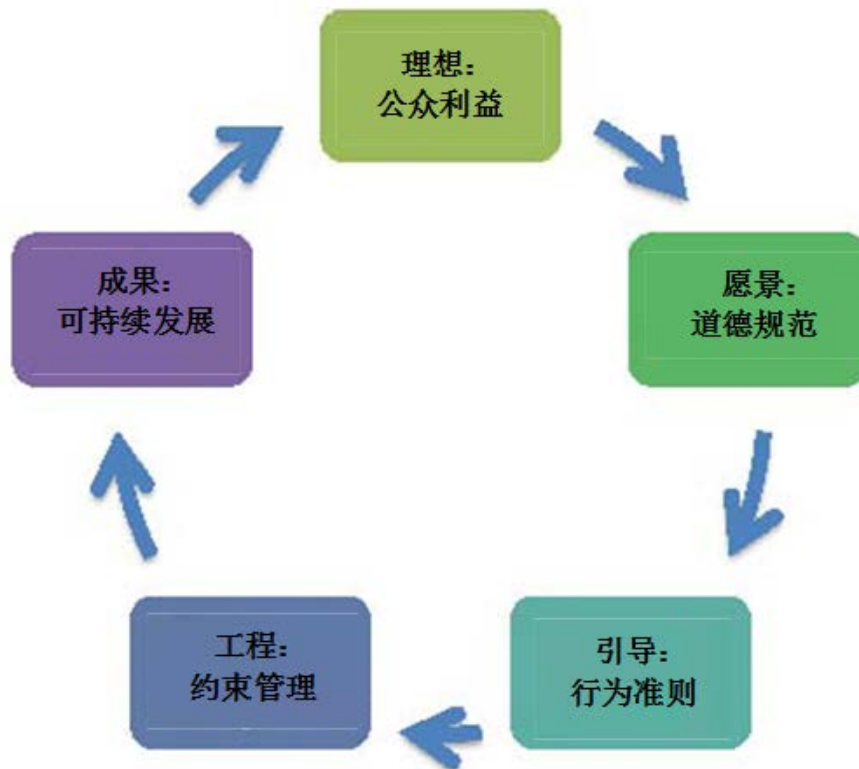 理想：
公众利益
愿景：
道德规范
引导：
行为准则
工程：
约束管理
成果：
可持续发展